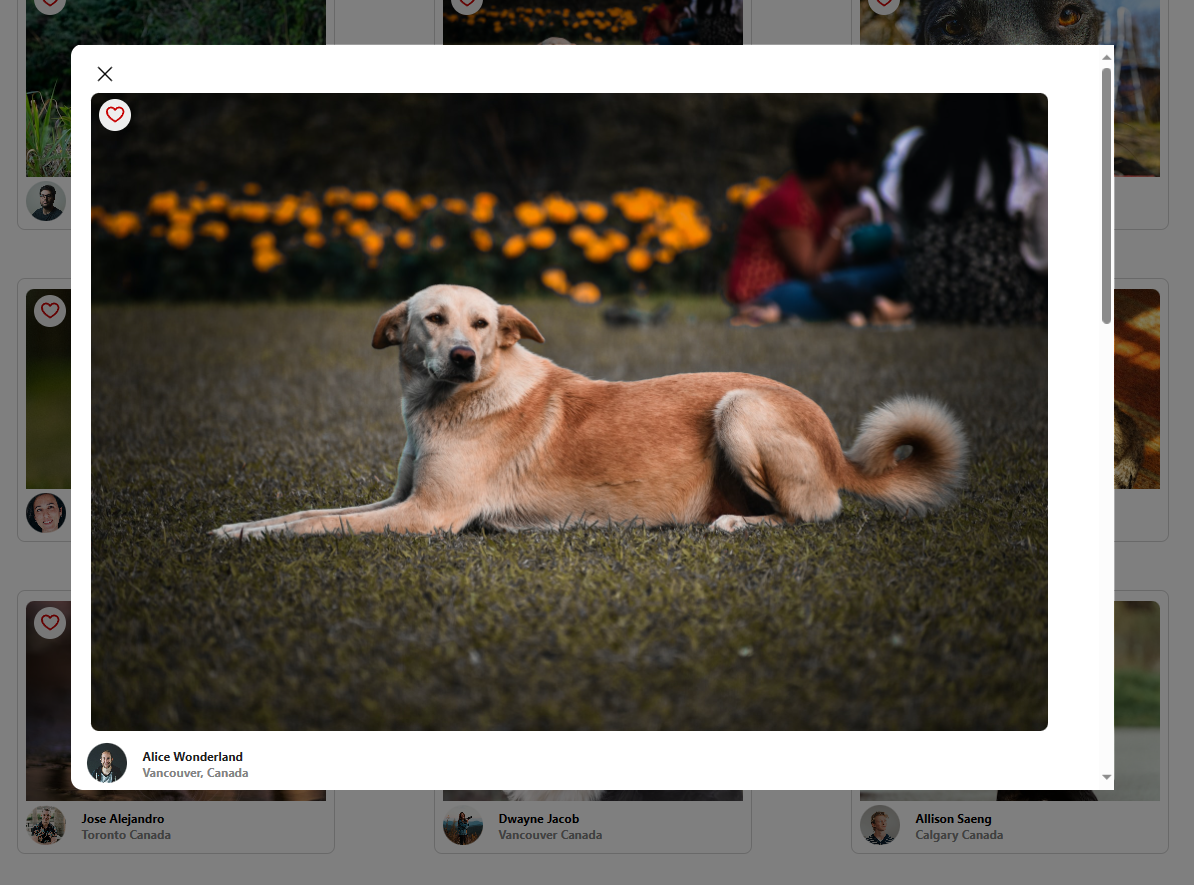 Alice Wonderland
Vancouver, Canada
Jose Alejandro
Toronto Canada
Dwayne Jacob
Vancouver Canada
Allison Saeng
Calgary Canada